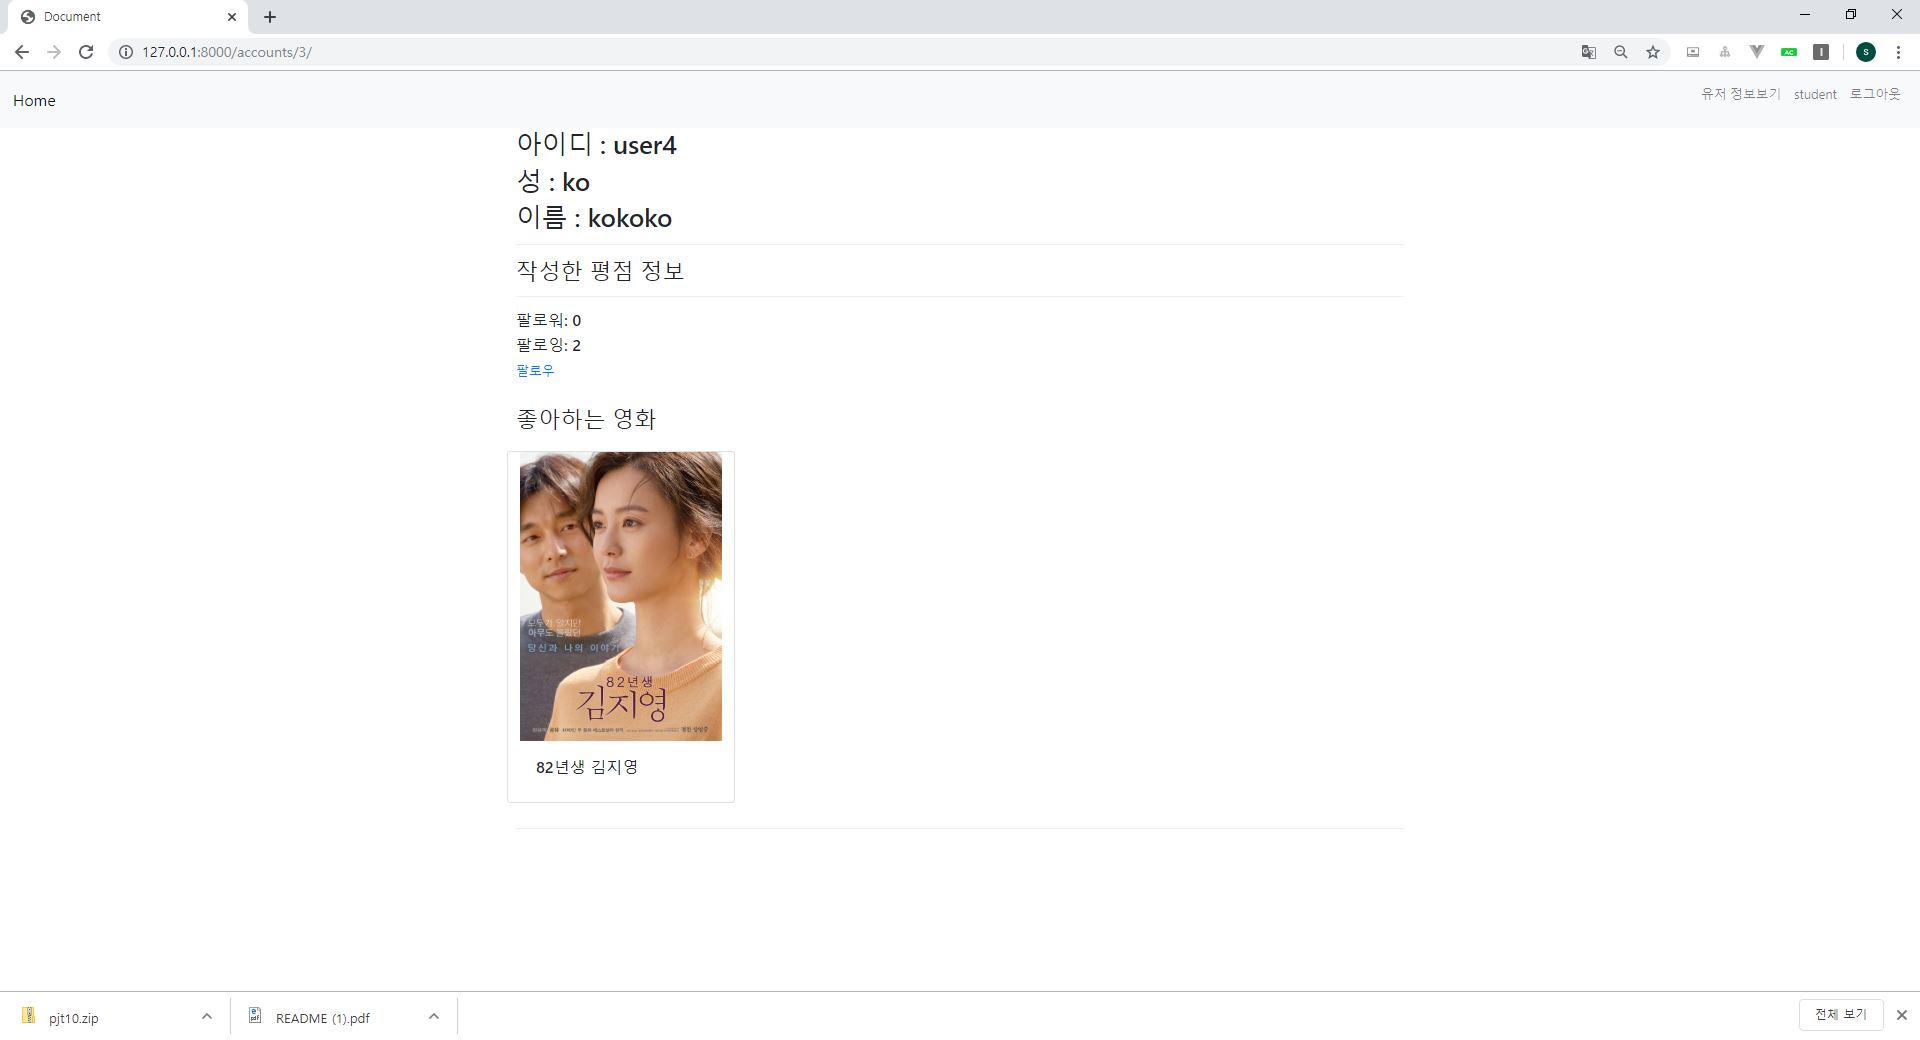 Document
127.0.0.1:8000/accounts/3/
AC
I
s
Home
유저 정보보기 student 로그아웃
아이디 : user4
성 : ko
이름 : kokoko
작성한 평점 정보
팔로워: 0
팔로잉: 2
팔로우
좋아하는 영화
모두가 알지만
아무도 몰랐던
당신과 나의 이야기
82년생
김지영
82년생 김지영
pjt10.zip
README (1).pdf
전체 보기